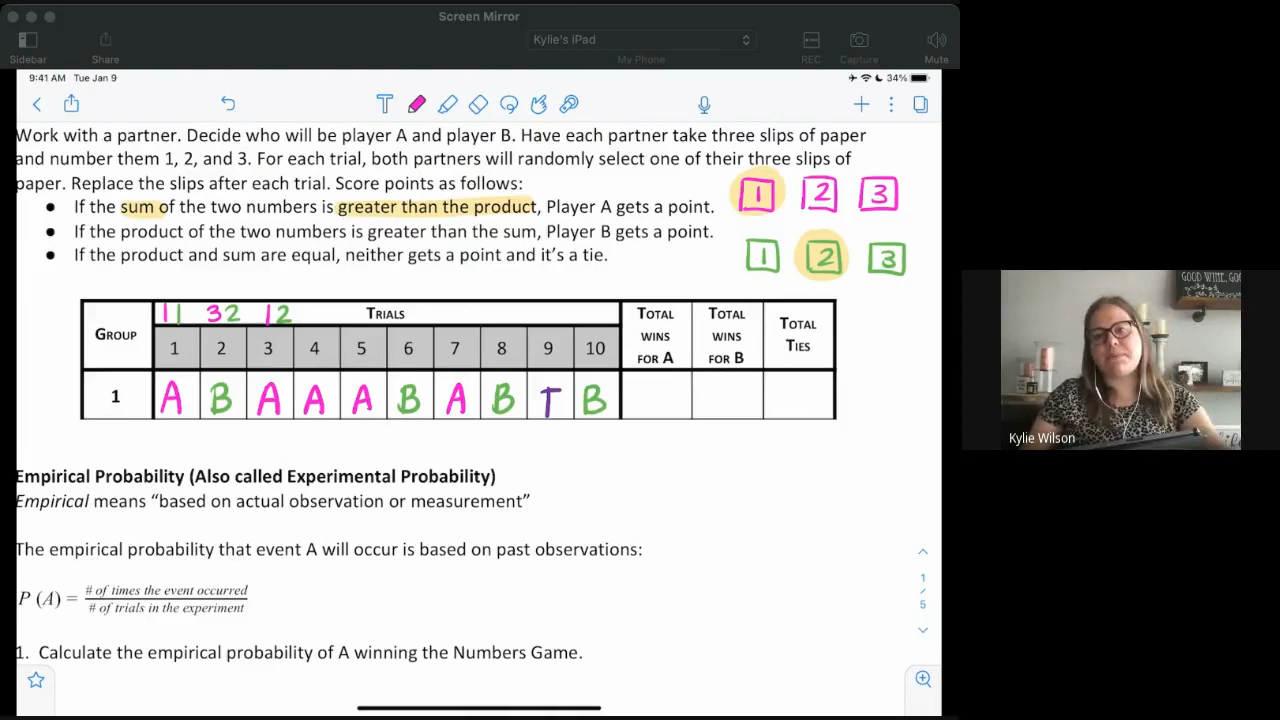 Screen Mirror
Kylie's iPad
Sidebar Share My Phone REC Capture Mute
9:41 AM Tue Jan 9 34%
Work with a partner. Decide who will be player A and player B. Have each partner take three slips of paper
and number them 1, 2, and 3. For each trial, both partners will randomly select one of their three slips of
paper. Replace the slips after each trial. Score points as follows:
1 2 3
• If the sum of the two numbers is greater than the product, Player A gets a point.
• If the product of the two numbers is greater than the sum, Player B gets a point.
• If the product and sum are equal, neither gets a point and it's a tie.
1 2 3
GROUP 11 32 12 TRIALS TOTAL WINS FOR A TOTAL WINS FOR B TOTAL TIES
1 2 3 4 5 6 7 8 9 10
1 A B A A A B A B T B
Empirical Probability (Also called Experimental Probability)
Empirical means “based on actual observation or measurement”
The empirical probability that event A will occur is based on past observations:
P (A) = # of times the event occurred
# of trials in the experiment
1. Calculate the empirical probability of A winning the Numbers Game.
1
/
5
GOOD WINE, GO
Kylie Wilson